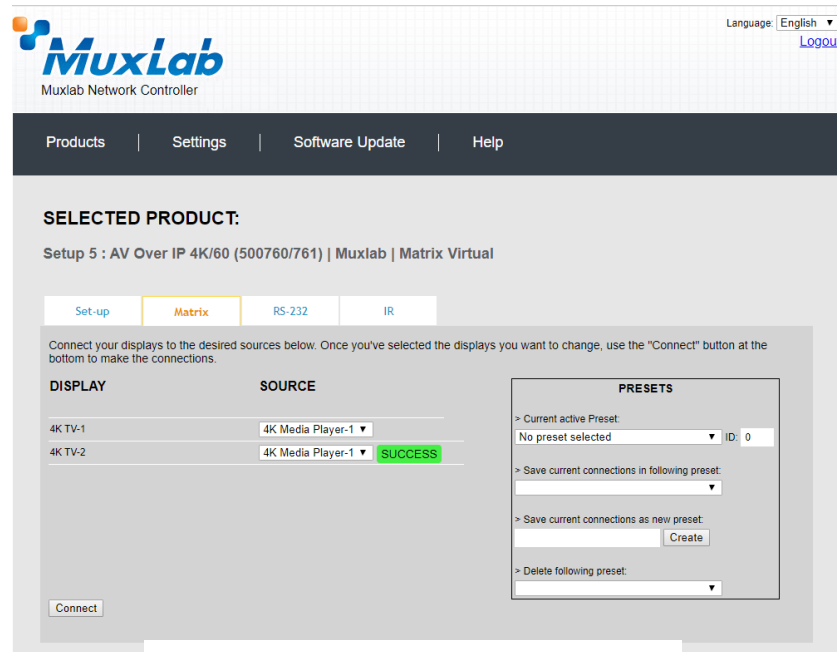 Language: English
Logou
MuxLab
Muxlab Network Controller
Products | Settings | Software Update | Help
SELECTED PRODUCT:
Setup 5 : AV Over IP 4K/60 (500760/761) | Muxlab | Matrix Virtual
Set-up Matrix RS-232 IR
Connect your displays to the desired sources below. Once you've selected the displays you want to change, use the "Connect" button at the
bottom to make the connections.
DISPLAY SOURCE
4K TV-1 4K Media Player-1
4K TV-2 4K Media Player-1 SUCCESS
PRESETS
> Current active Preset:
No preset selected ID: 0
> Save current connections in following preset:
> Save current connections as new preset:
Create
> Delete following preset:
Connect